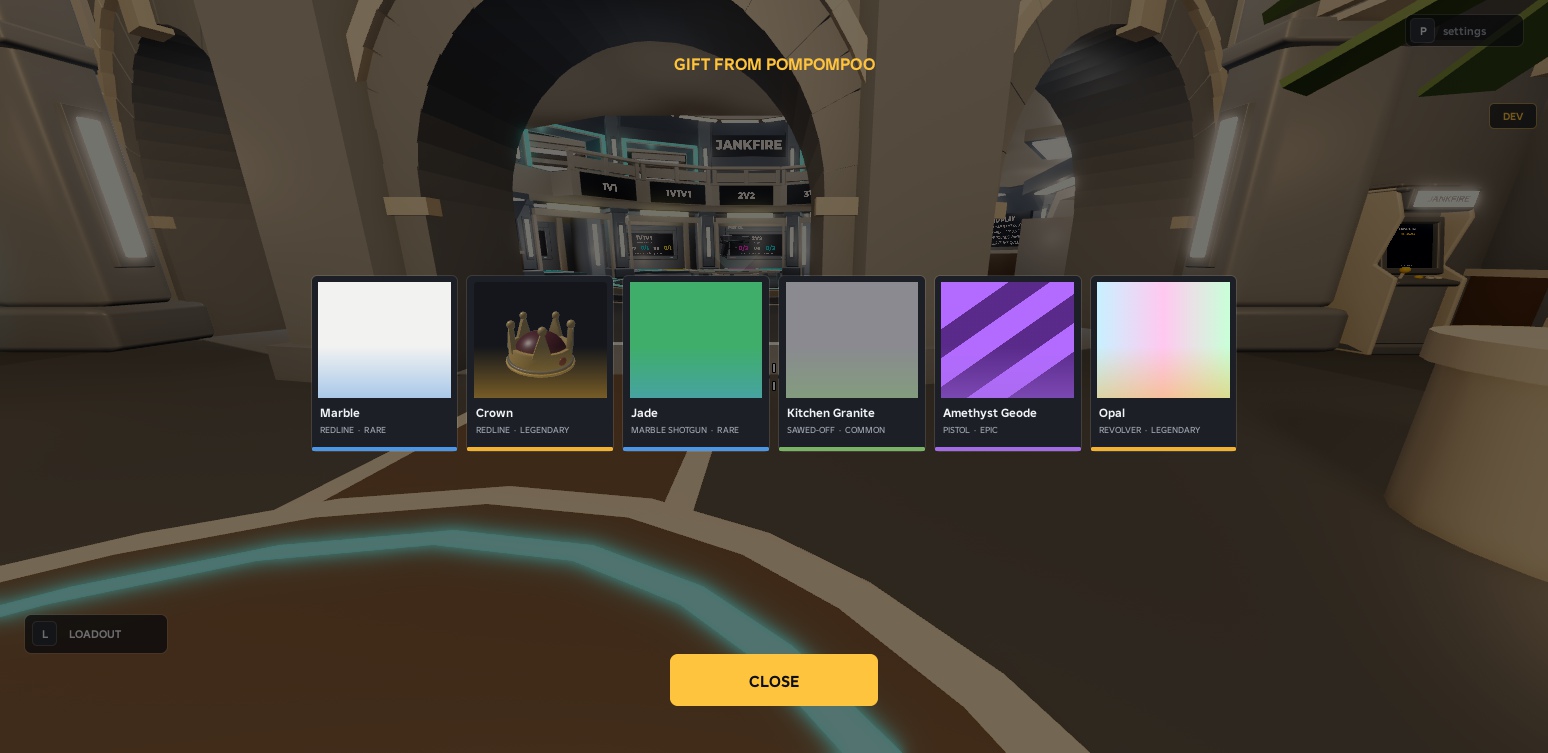 GIFT FROM POMPOMPOO
P settings
DEV
JANKFIRE
1V1
1V1V1
2V2
JANKFIRE
Marble
REDLINE · RARE
Crown
REDLINE · LEGENDARY
Jade
MARBLE SHOTGUN · RARE
Kitchen Granite
SAWED-OFF · COMMON
Amethyst Geode
PISTOL · EPIC
Opal
REVOLVER · LEGENDARY
L LOADOUT
CLOSE